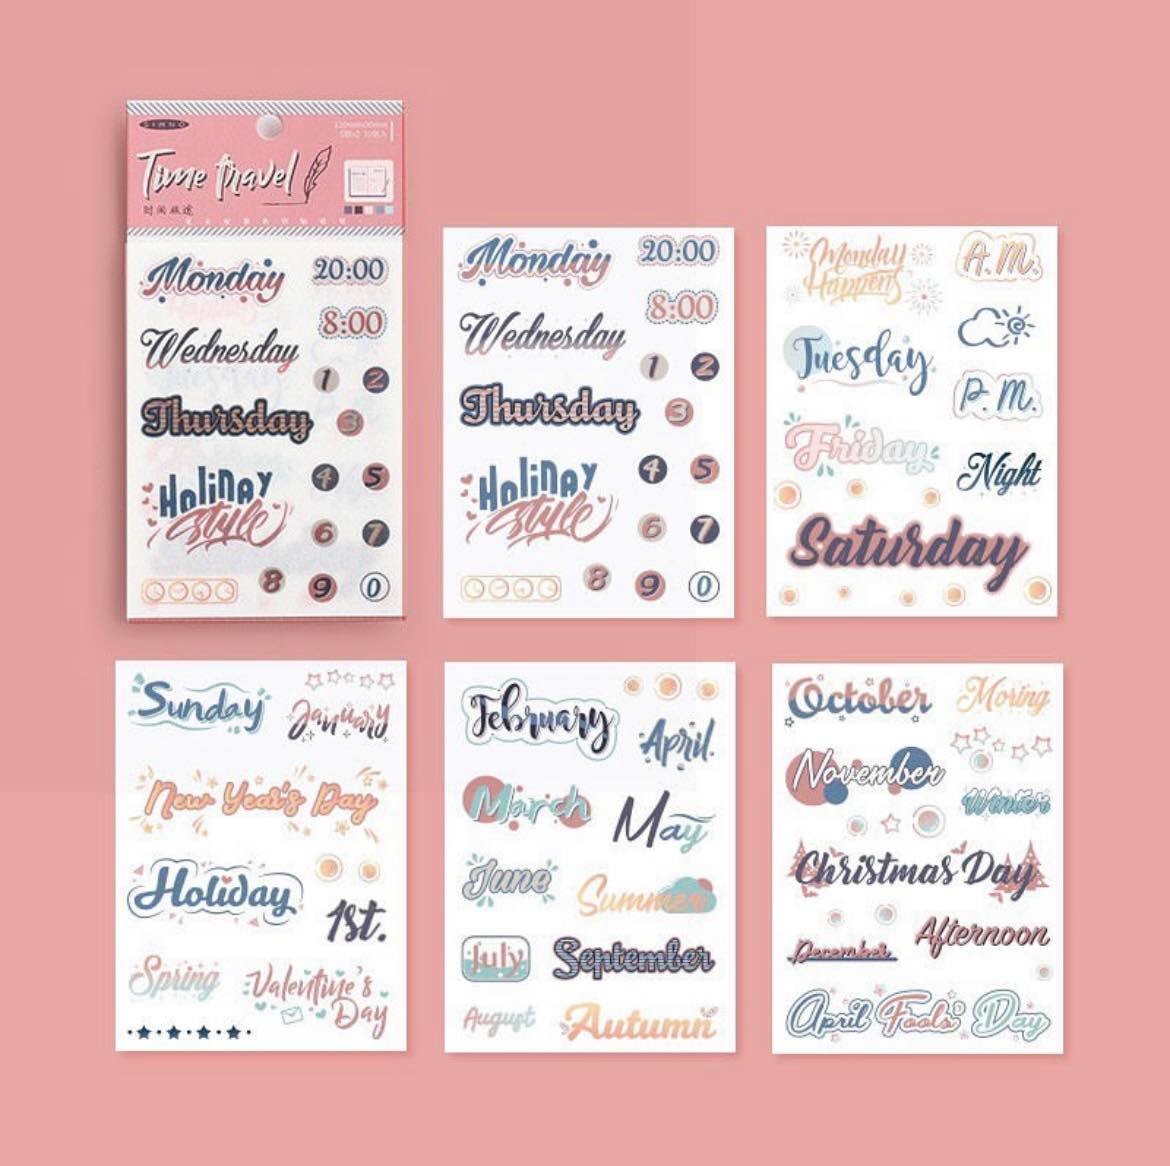 SIMNO
Time travel
时间旅途
Monday
20:00
8:00
Wednesday
1 2
Thursday
3
Holiday
style
4 5
6 7
8 9 0
Monday
20:00
8:00
Wednesday
1 2
Thursday
3
Holiday
style
4 5
6 7
8 9 0
Monday
Happens
A.M.
Tuesday
P.M.
Friday
Night
Saturday
Sunday
January
New Year's Day
Holiday
1st.
Spring
Valentine's
Day
February
April.
March
May
June
Summer
July
September
August
Autumn
October
Moring
November
Winter
Christmas Day
Afternoon
December
April Fools' Day